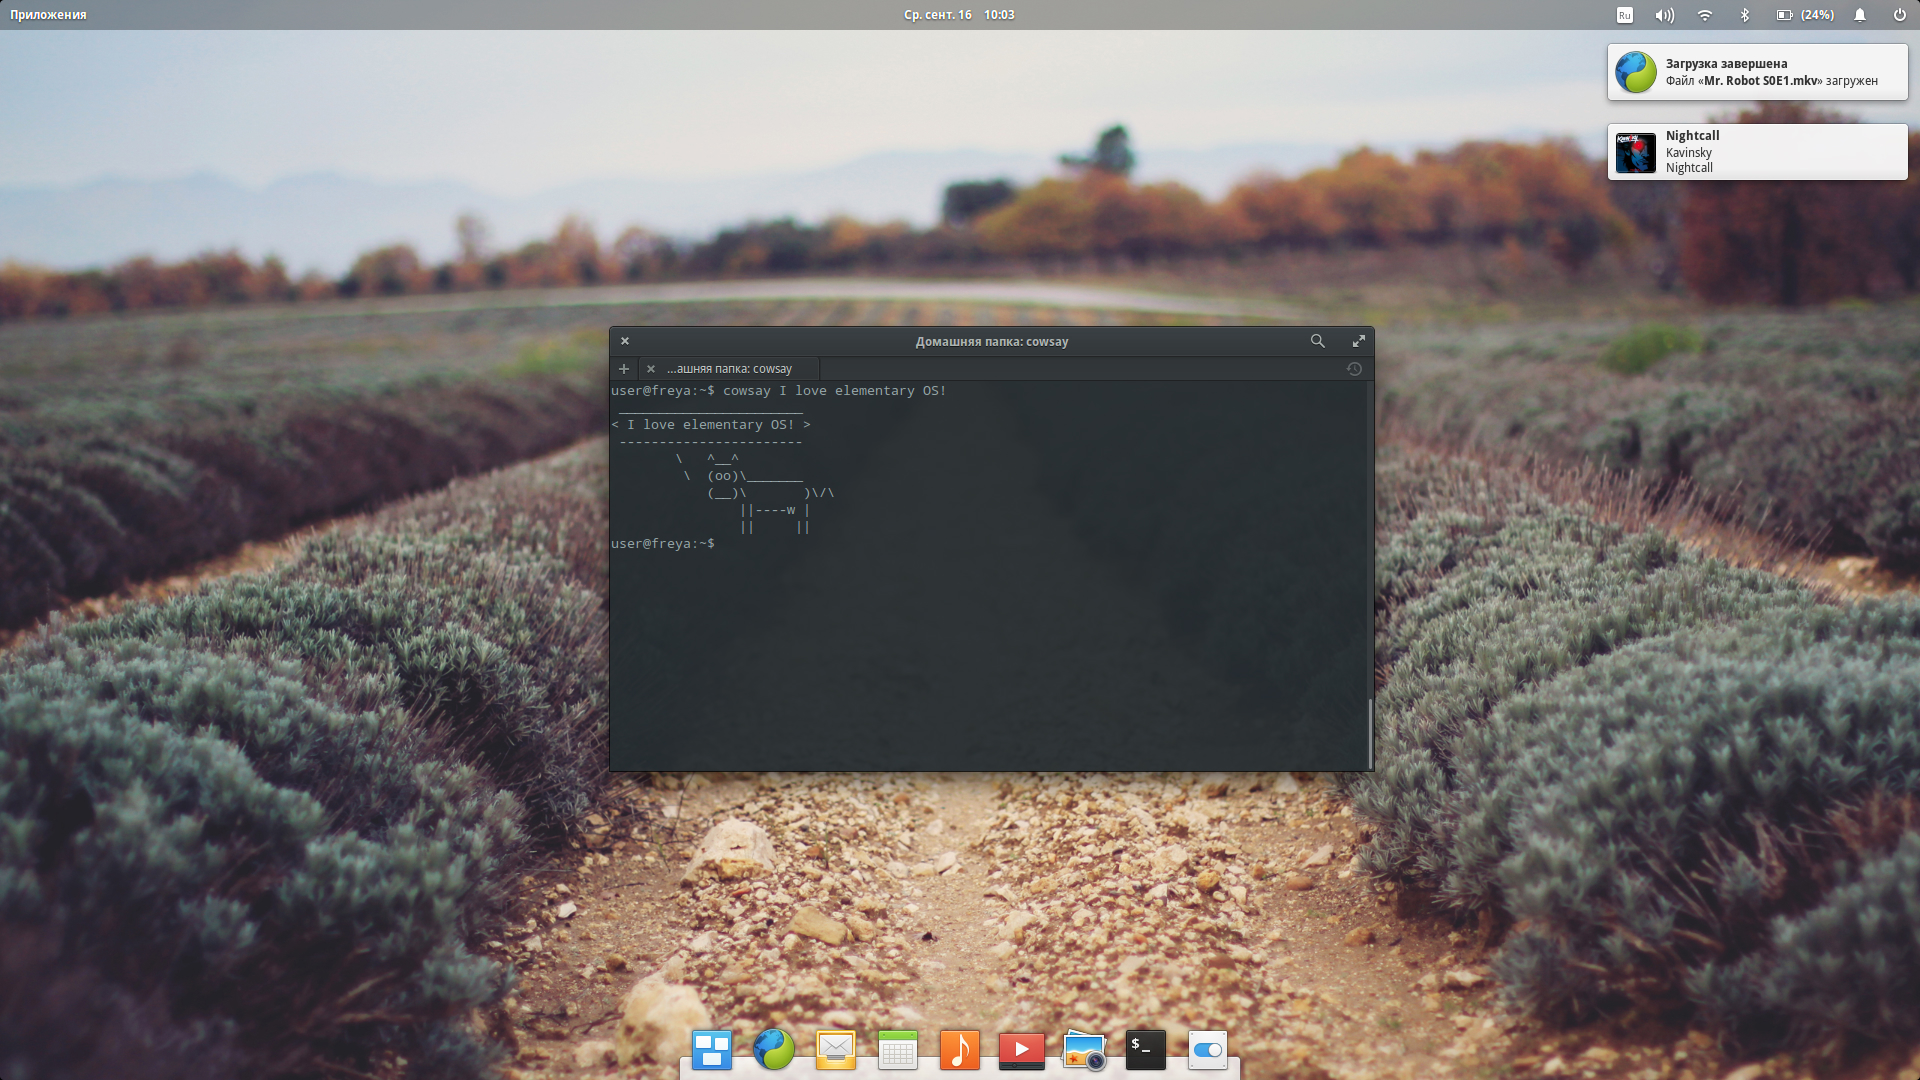 Приложения
Ср. сент. 16 10:03
Ru
(24%)
Загрузка завершена
Файл «Mr. Robot S0E1.mkv» загружен
Nightcall
Kavinsky
Nightcall
Домашняя папка: cowsay
...ашняя папка: cowsay
user@freya:~$ cowsay I love elementary OS!
 _______________________
< I love elementary OS! >
 -----------------------
        \   ^__^
         \  (oo)\_______
            (__)\       )\/\
                ||----w |
                ||     ||
user@freya:~$
$_